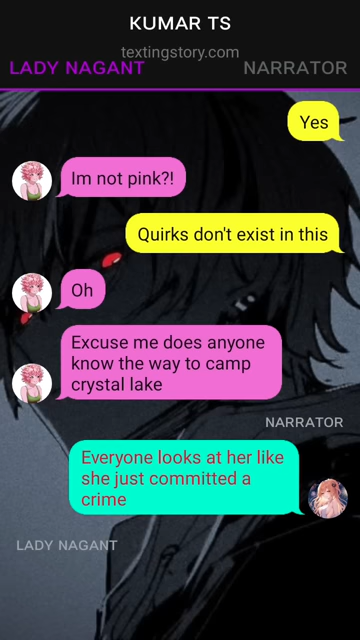 KUMAR TS
textingstory.com
LADY NAGANT
NARRATOR
Yes
Im not pink?!
Quirks don't exist in this
Oh
Excuse me does anyone
know the way to camp
crystal lake
NARRATOR
Everyone looks at her like
she just committed a
crime
LADY NAGANT